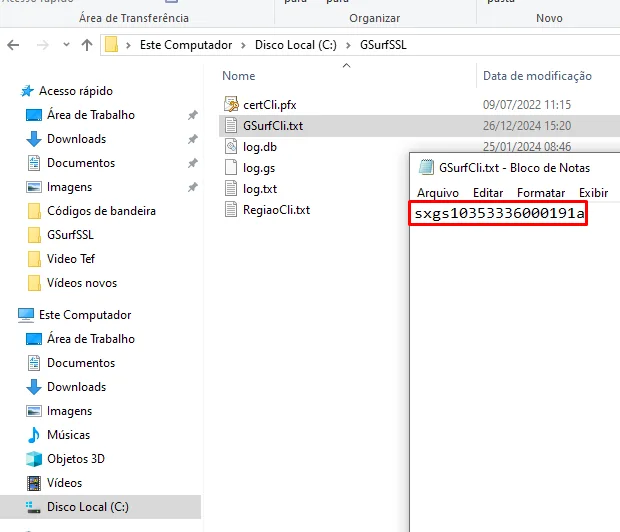 Acesso rápido
para
para
pasta
Área de Transferência
Organizar
Novo
Este Computador
Disco Local (C:)
GSurfSSL
Nome
Data de modificação
Acesso rápido
Área de Trabalho
Downloads
Documentos
Imagens
Códigos de bandeira
GSurfSSL
Video Tef
Vídeos novos
Este Computador
Área de Trabalho
Documentos
Downloads
Imagens
Músicas
Objetos 3D
Vídeos
Disco Local (C:)
certCli.pfx 09/07/2022 11:15
GSurfCli.txt 26/12/2024 15:20
log.db 25/01/2024 08:46
log.gs
log.txt
RegiaoCli.txt
GSurfCli.txt - Bloco de Notas
Arquivo Editar Formatar Exibir
sxgs10353336000191a